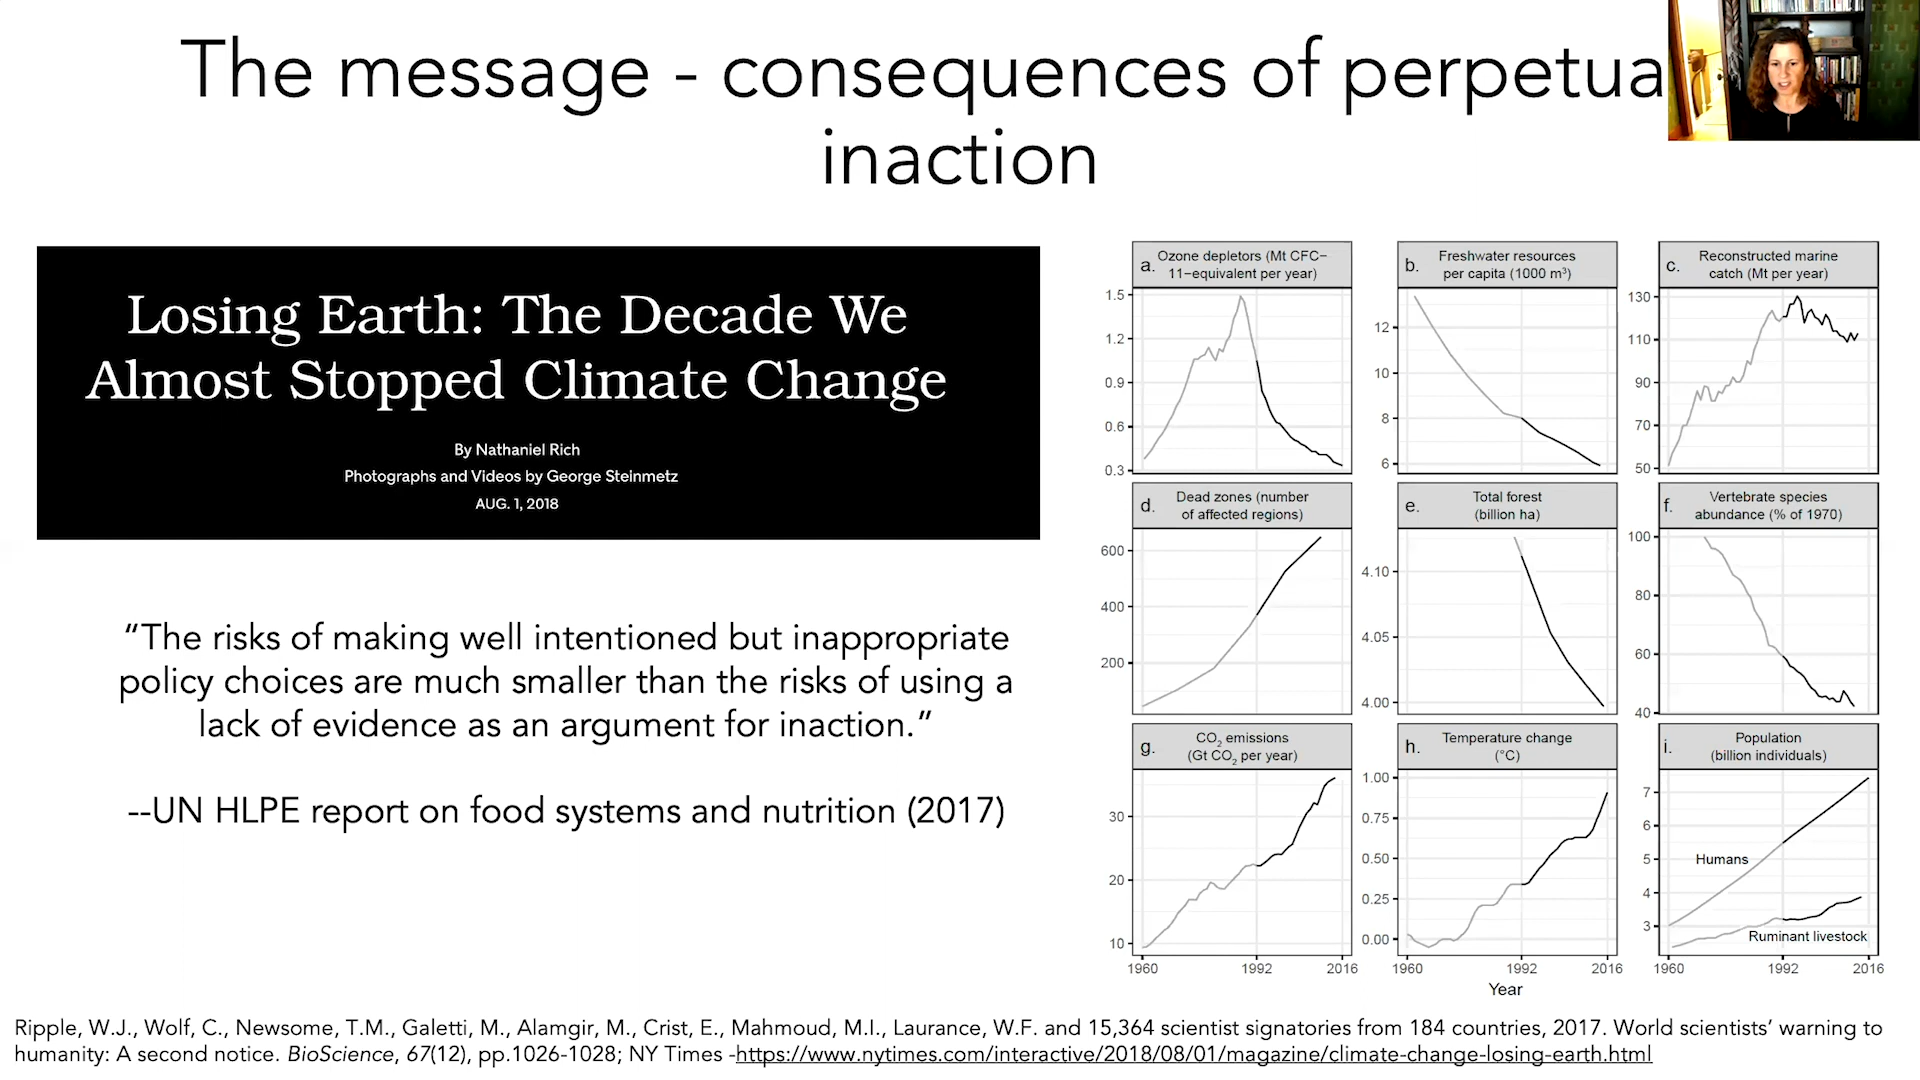 The message - consequences of perpetua
inaction
Losing Earth: The Decade We
Almost Stopped Climate Change
By Nathaniel Rich
Photographs and Videos by George Steinmetz
AUG. 1, 2018
“The risks of making well intentioned but inappropriate
policy choices are much smaller than the risks of using a
lack of evidence as an argument for inaction.”
--UN HLPE report on food systems and nutrition (2017)
a. Ozone depletors (Mt CFC−
11−equivalent per year)
1.5
1.2
0.9
0.6
0.3
b. Freshwater resources
per capita (1000 m³)
12
10
8
6
c. Reconstructed marine
catch (Mt per year)
130
110
90
70
50
d. Dead zones (number
of affected regions)
600
400
200
e. Total forest
(billion ha)
4.10
4.05
4.00
f. Vertebrate species
abundance (% of 1970)
100
80
60
40
g. CO₂ emissions
(Gt CO₂ per year)
30
20
10
1960 1992 2016
h. Temperature change
(°C)
1.00
0.75
0.50
0.25
0.00
1960 1992 2016
Year
i. Population
(billion individuals)
7
6
5
4
3
Humans
Ruminant livestock
1960 1992 2016
Ripple, W.J., Wolf, C., Newsome, T.M., Galetti, M., Alamgir, M., Crist, E., Mahmoud, M.I., Laurance, W.F. and 15,364 scientist signatories from 184 countries, 2017. World scientists’ warning to
humanity: A second notice. BioScience, 67(12), pp.1026-1028; NY Times -https://www.nytimes.com/interactive/2018/08/01/magazine/climate-change-losing-earth.html